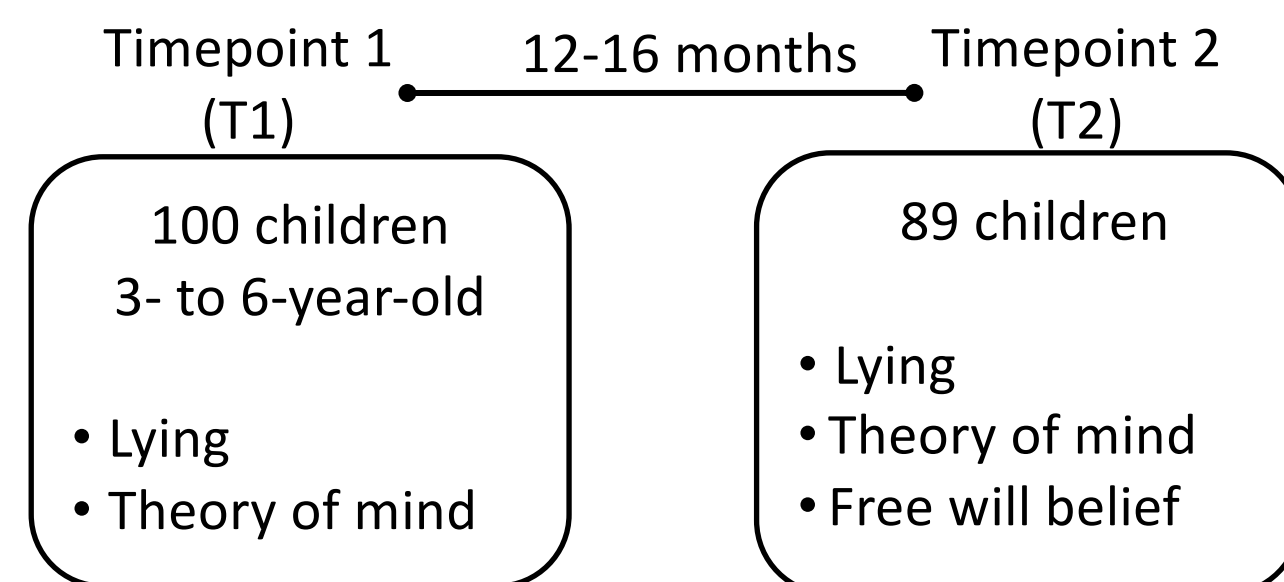 Timepoint 1
(T1)
12-16 months
Timepoint 2
(T2)
100 children
3- to 6-year-old
• Lying
• Theory of mind
89 children
• Lying
• Theory of mind
• Free will belief